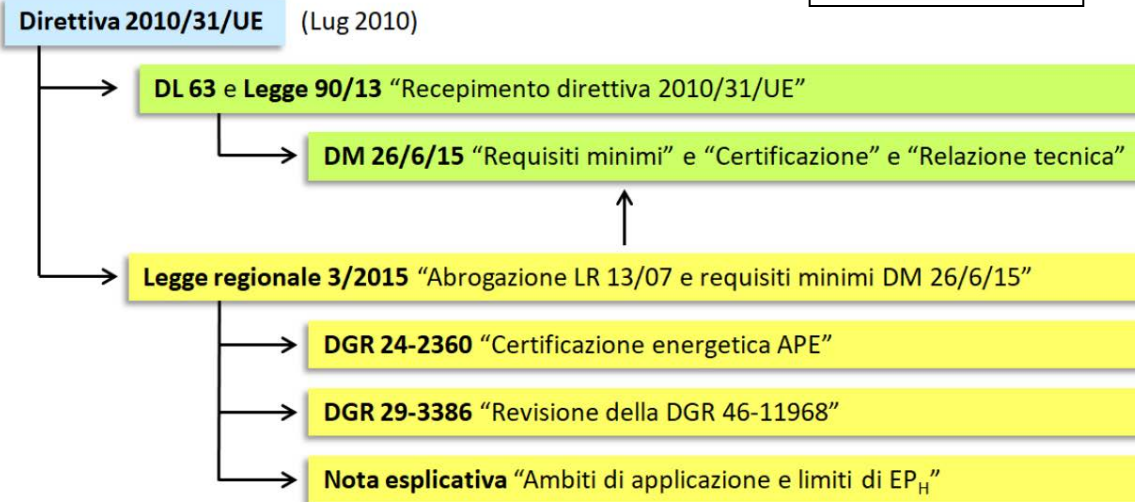 Direttiva 2010/31/UE (Lug 2010)
DL 63 e Legge 90/13 “Recepimento direttiva 2010/31/UE”
DM 26/6/15 “Requisiti minimi” e “Certificazione” e “Relazione tecnica”
Legge regionale 3/2015 “Abrogazione LR 13/07 e requisiti minimi DM 26/6/15”
DGR 24-2360 “Certificazione energetica APE”
DGR 29-3386 “Revisione della DGR 46-11968”
Nota esplicativa “Ambiti di applicazione e limiti di EPH”